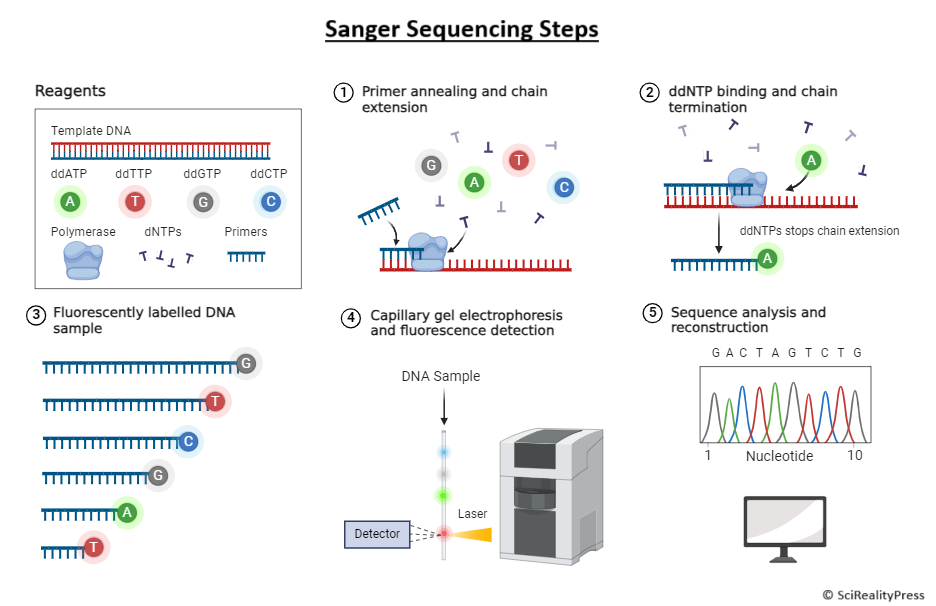 Sanger Sequencing Steps
Reagents
Template DNA
ddATP ddTTP ddGTP ddCTP
A T G C
Polymerase dNTPs Primers
1 Primer annealing and chain
extension
G A T C
2 ddNTP binding and chain
termination
A
ddNTPs stops chain extension
A
3 Fluorescently labelled DNA
sample
G
T
C
G
A
T
4 Capillary gel electrophoresis
and fluorescence detection
DNA Sample
Laser
Detector
5 Sequence analysis and
reconstruction
G A C T A G T C T G
1 Nucleotide 10
© SciRealityPress